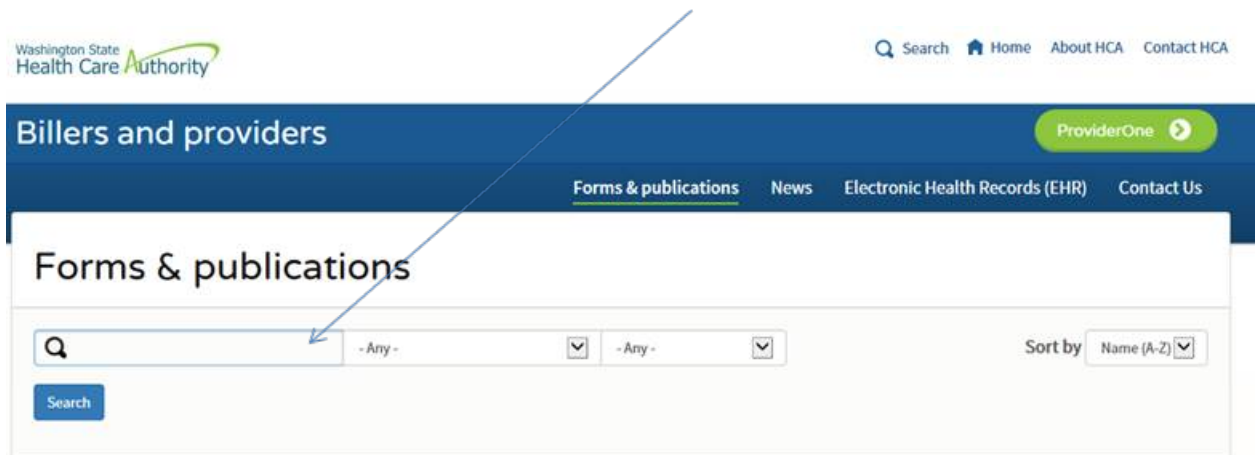 Washington State
Health Care Authority
Search Home About HCA Contact HCA
Billers and providers
ProviderOne
Forms & publications News Electronic Health Records (EHR) Contact Us
Forms & publications
- Any - - Any - Sort by Name (A-Z)
Search